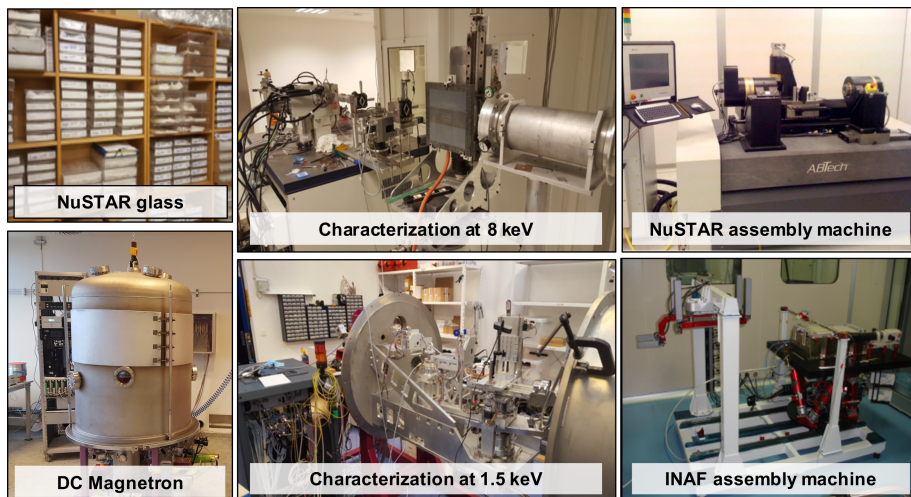 NuSTAR glass
Characterization at 8 keV
ABTech
NuSTAR assembly machine
DC Magnetron
Characterization at 1.5 keV
INAF assembly machine